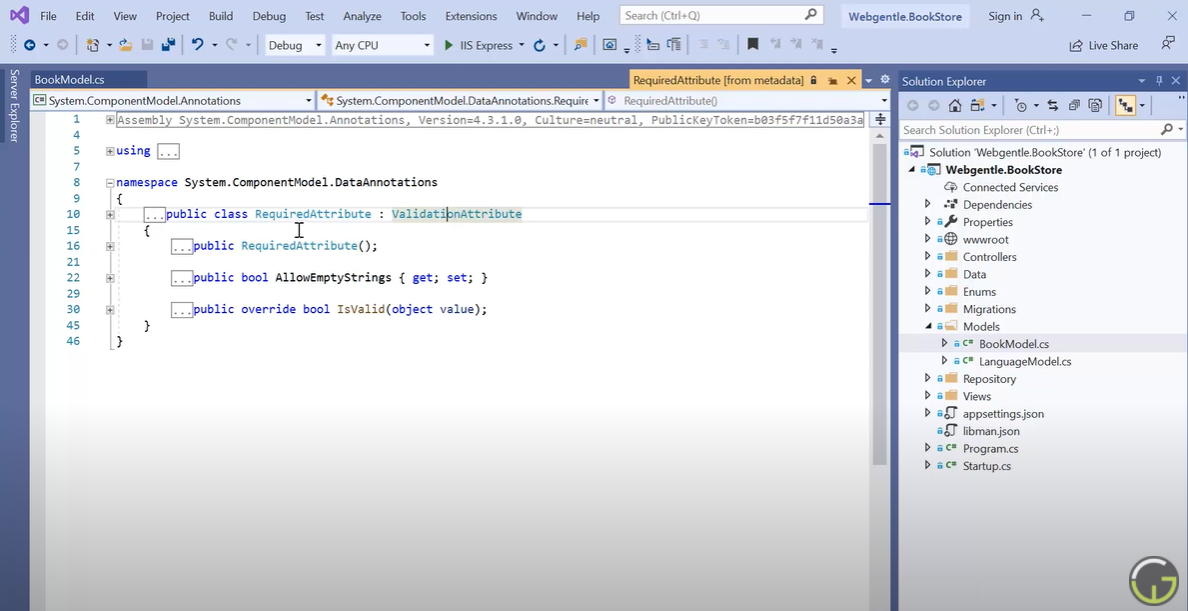 File Edit View Project Build Debug Test Analyze Tools Extensions Window Help Search (Ctrl+Q) Webgentle.BookStore Sign in
Debug Any CPU IIS Express Live Share
Server Explorer
BookModel.cs RequiredAttribute [from metadata]
System.ComponentModel.Annotations System.ComponentModel.DataAnnotations.Require RequiredAttribute()
1 Assembly System.ComponentModel.Annotations, Version=4.3.1.0, Culture=neutral, PublicKeyToken=b03f5f7f11d50a3a
4
5 using ...
7
8 namespace System.ComponentModel.DataAnnotations
9 {
10 ...public class RequiredAttribute : ValidationAttribute
15 {
16 ...public RequiredAttribute();
21
22 ...public bool AllowEmptyStrings { get; set; }
29
30 ...public override bool IsValid(object value);
45 }
46 }
Solution Explorer
Search Solution Explorer (Ctrl+;)
Solution 'Webgentle.BookStore' (1 of 1 project)
Webgentle.BookStore
Connected Services
Dependencies
Properties
wwwroot
Controllers
Data
Enums
Migrations
Models
C# BookModel.cs
C# LanguageModel.cs
Repository
Views
appsettings.json
libman.json
C# Program.cs
C# Startup.cs